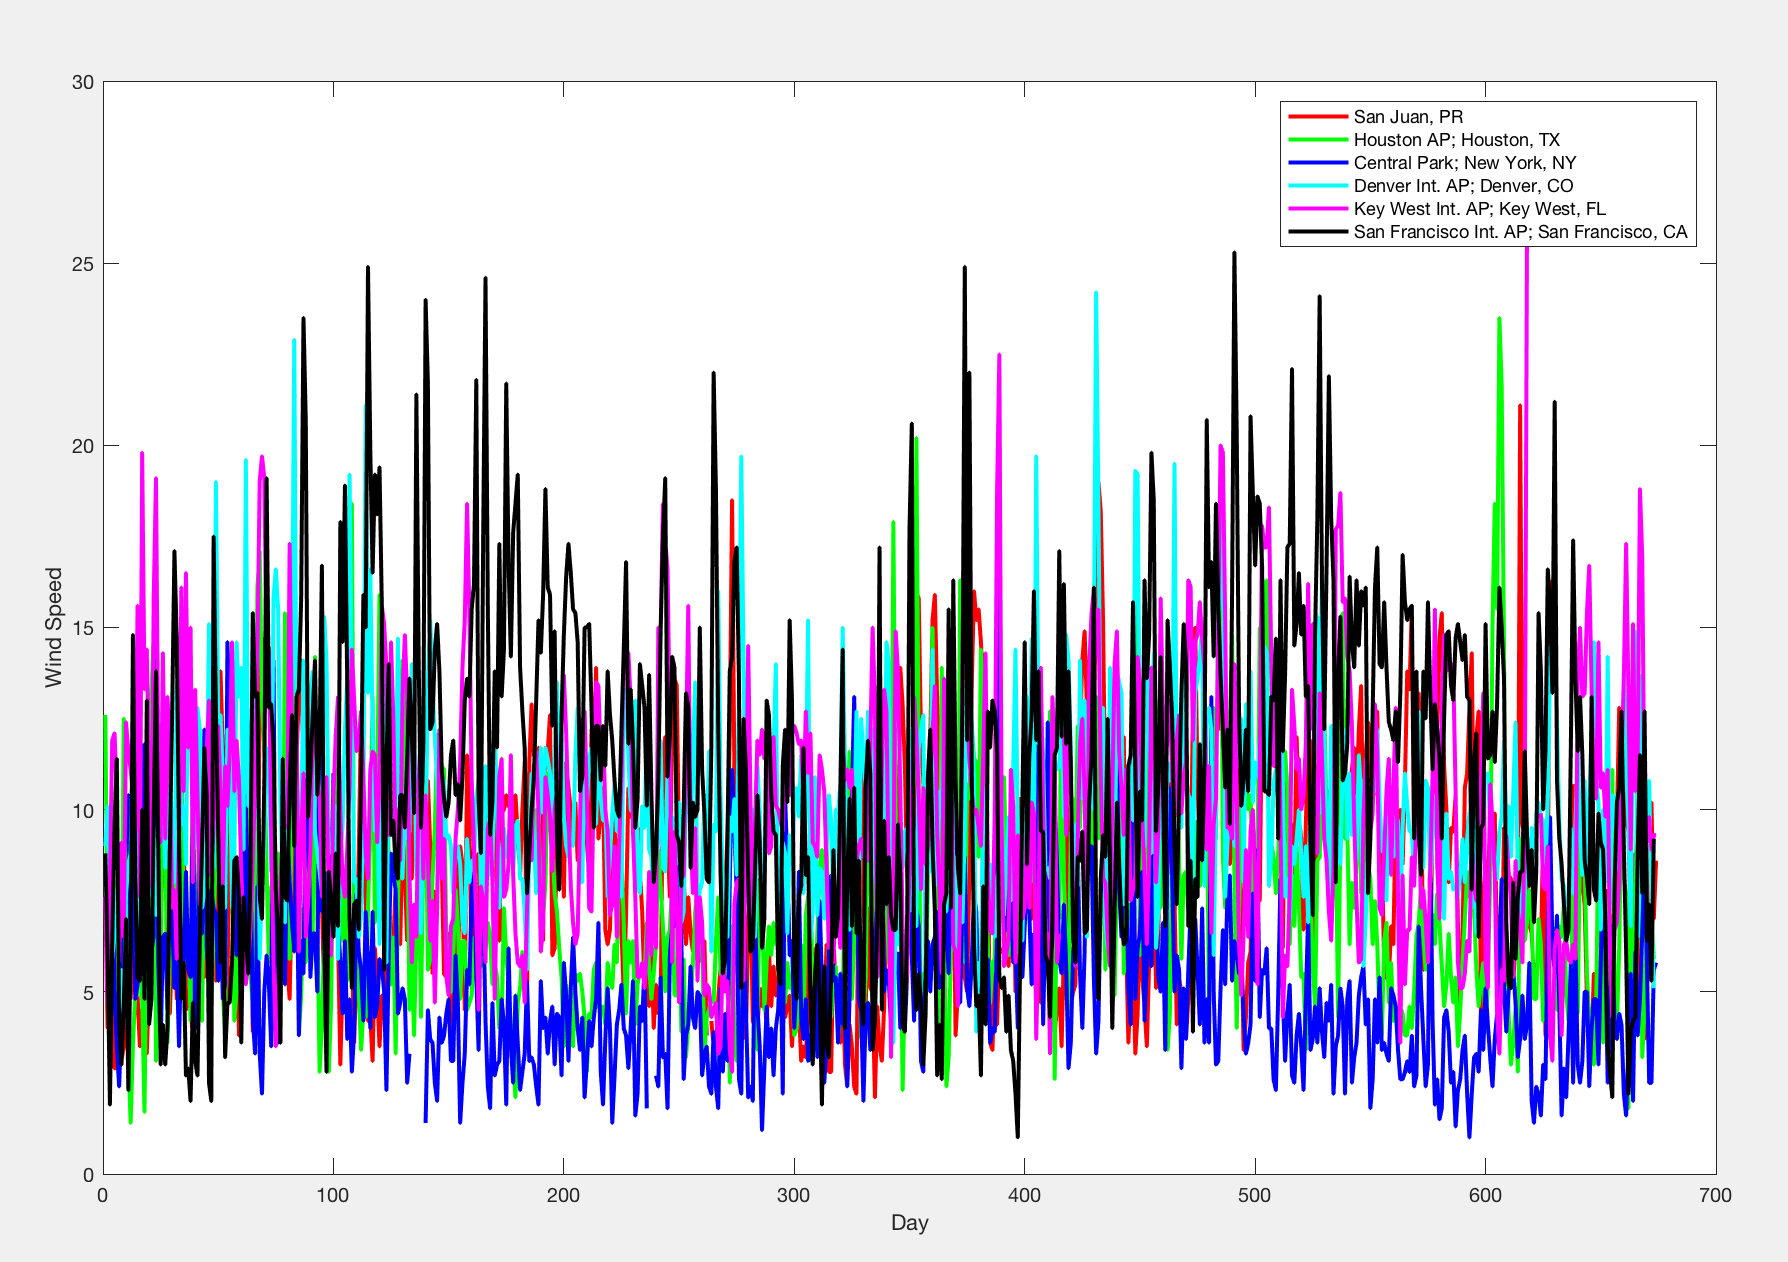 30
San Juan, PR
Houston AP; Houston, TX
Central Park; New York, NY
Denver Int. AP; Denver, CO
Key West Int. AP; Key West, FL
San Francisco Int. AP; San Francisco, CA
25
20
15
Wind Speed
10
5
0
0 100 200 300 400 500 600 700
Day